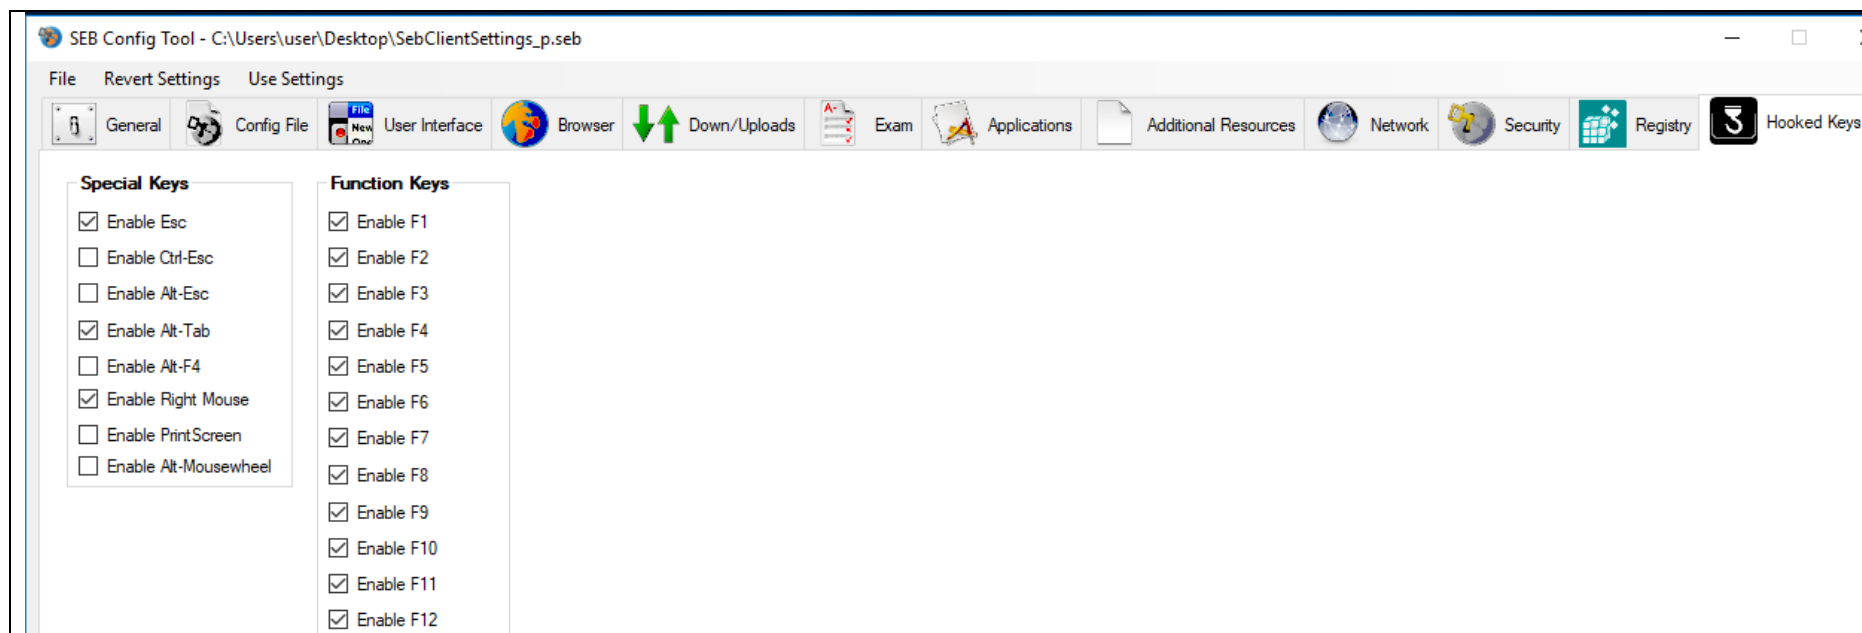 SEB Config Tool - C:\Users\user\Desktop\SebClientSettings_p.seb
File Revert Settings Use Settings
General Config File File New User Interface Browser Down/Uploads A- Exam Applications Additional Resources Network Security Registry Hooked Keys
Special Keys
Enable Esc
Enable Ctrl-Esc
Enable Alt-Esc
Enable Alt-Tab
Enable Alt-F4
Enable Right Mouse
Enable PrintScreen
Enable Alt-Mousewheel
Function Keys
Enable F1
Enable F2
Enable F3
Enable F4
Enable F5
Enable F6
Enable F7
Enable F8
Enable F9
Enable F10
Enable F11
Enable F12